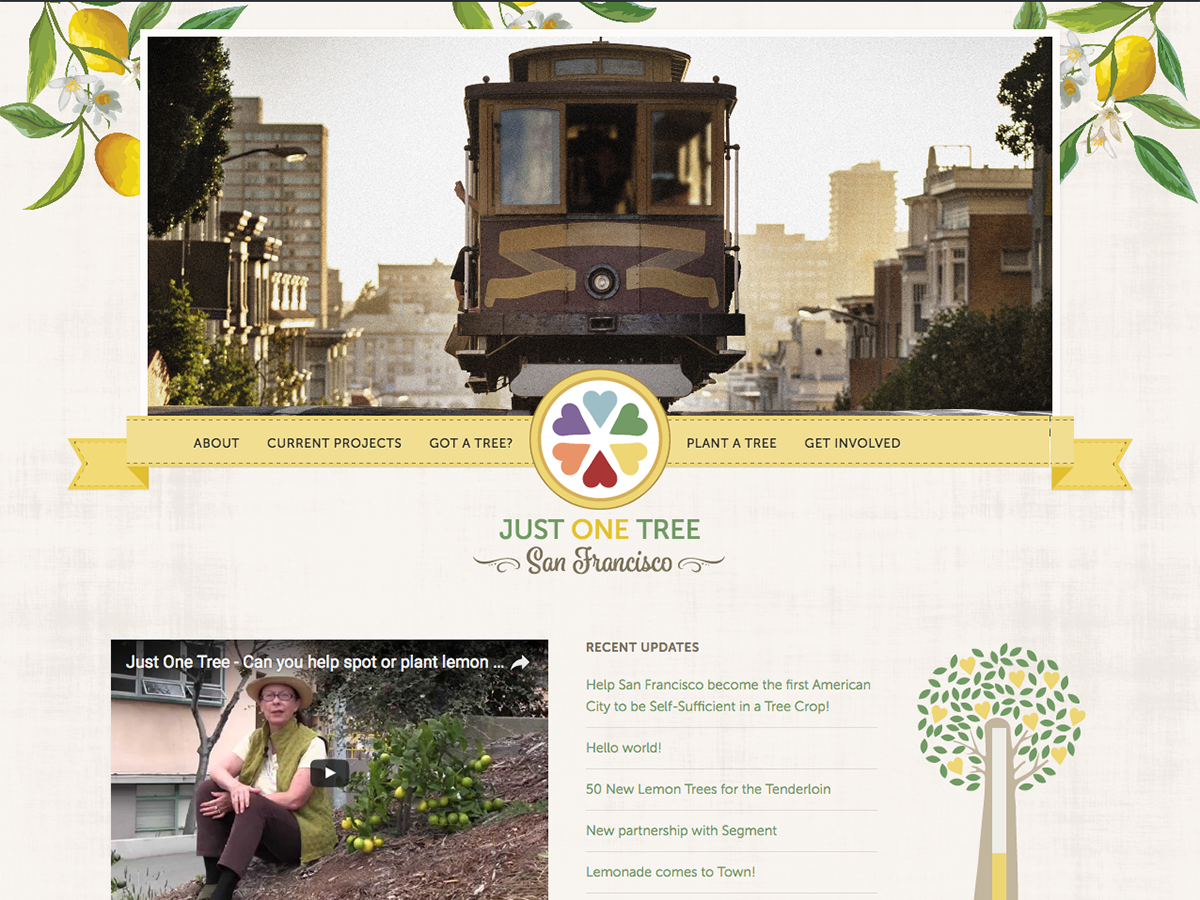 ABOUT
CURRENT PROJECTS
GOT A TREE?
PLANT A TREE
GET INVOLVED
JUST ONE TREE
San Francisco
Just One Tree - Can you help spot or plant lemon ...
RECENT UPDATES
Help San Francisco become the first American
City to be Self-Sufficient in a Tree Crop!
Hello world!
50 New Lemon Trees for the Tenderloin
New partnership with Segment
Lemonade comes to Town!